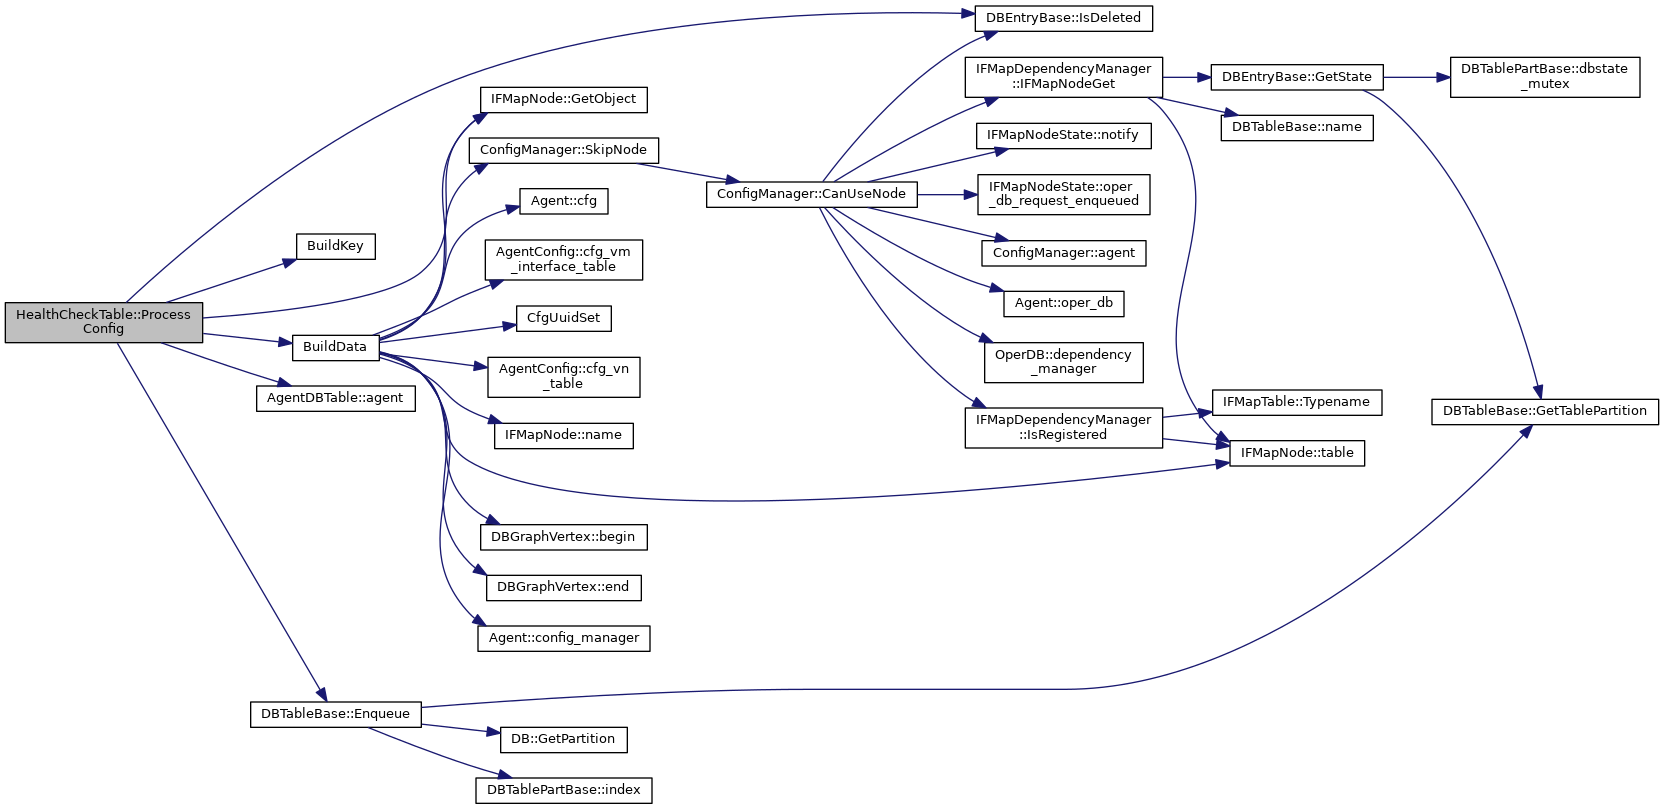 DBEntryBase::IsDeleted
IFMapDependencyManager
::IFMapNodeGet
DBEntryBase::GetState
DBTablePartBase::dbstate
_mutex
IFMapNode::GetObject
DBTableBase::name
IFMapNodeState::notify
ConfigManager::SkipNode
ConfigManager::CanUseNode
IFMapNodeState::oper
_db_request_enqueued
Agent::cfg
BuildKey
AgentConfig::cfg_vm
_interface_table
ConfigManager::agent
Agent::oper_db
HealthCheckTable::Process
Config
CfgUuidSet
BuildData
OperDB::dependency
_manager
AgentConfig::cfg_vn
_table
AgentDBTable::agent
IFMapTable::Typename
DBTableBase::GetTablePartition
IFMapDependencyManager
::IsRegistered
IFMapNode::name
IFMapNode::table
DBGraphVertex::begin
DBGraphVertex::end
Agent::config_manager
DBTableBase::Enqueue
DB::GetPartition
DBTablePartBase::index